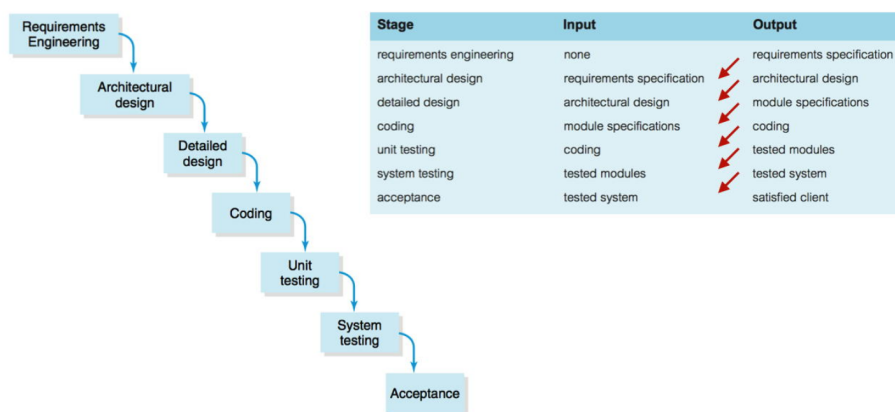 Requirements
Engineering
Architectural
design
Detailed
design
Coding
Unit
testing
System
testing
Acceptance
Stage Input Output
requirements engineering none requirements specification
architectural design requirements specification architectural design
detailed design architectural design module specifications
coding module specifications coding
unit testing coding tested modules
system testing tested modules tested system
acceptance tested system satisfied client